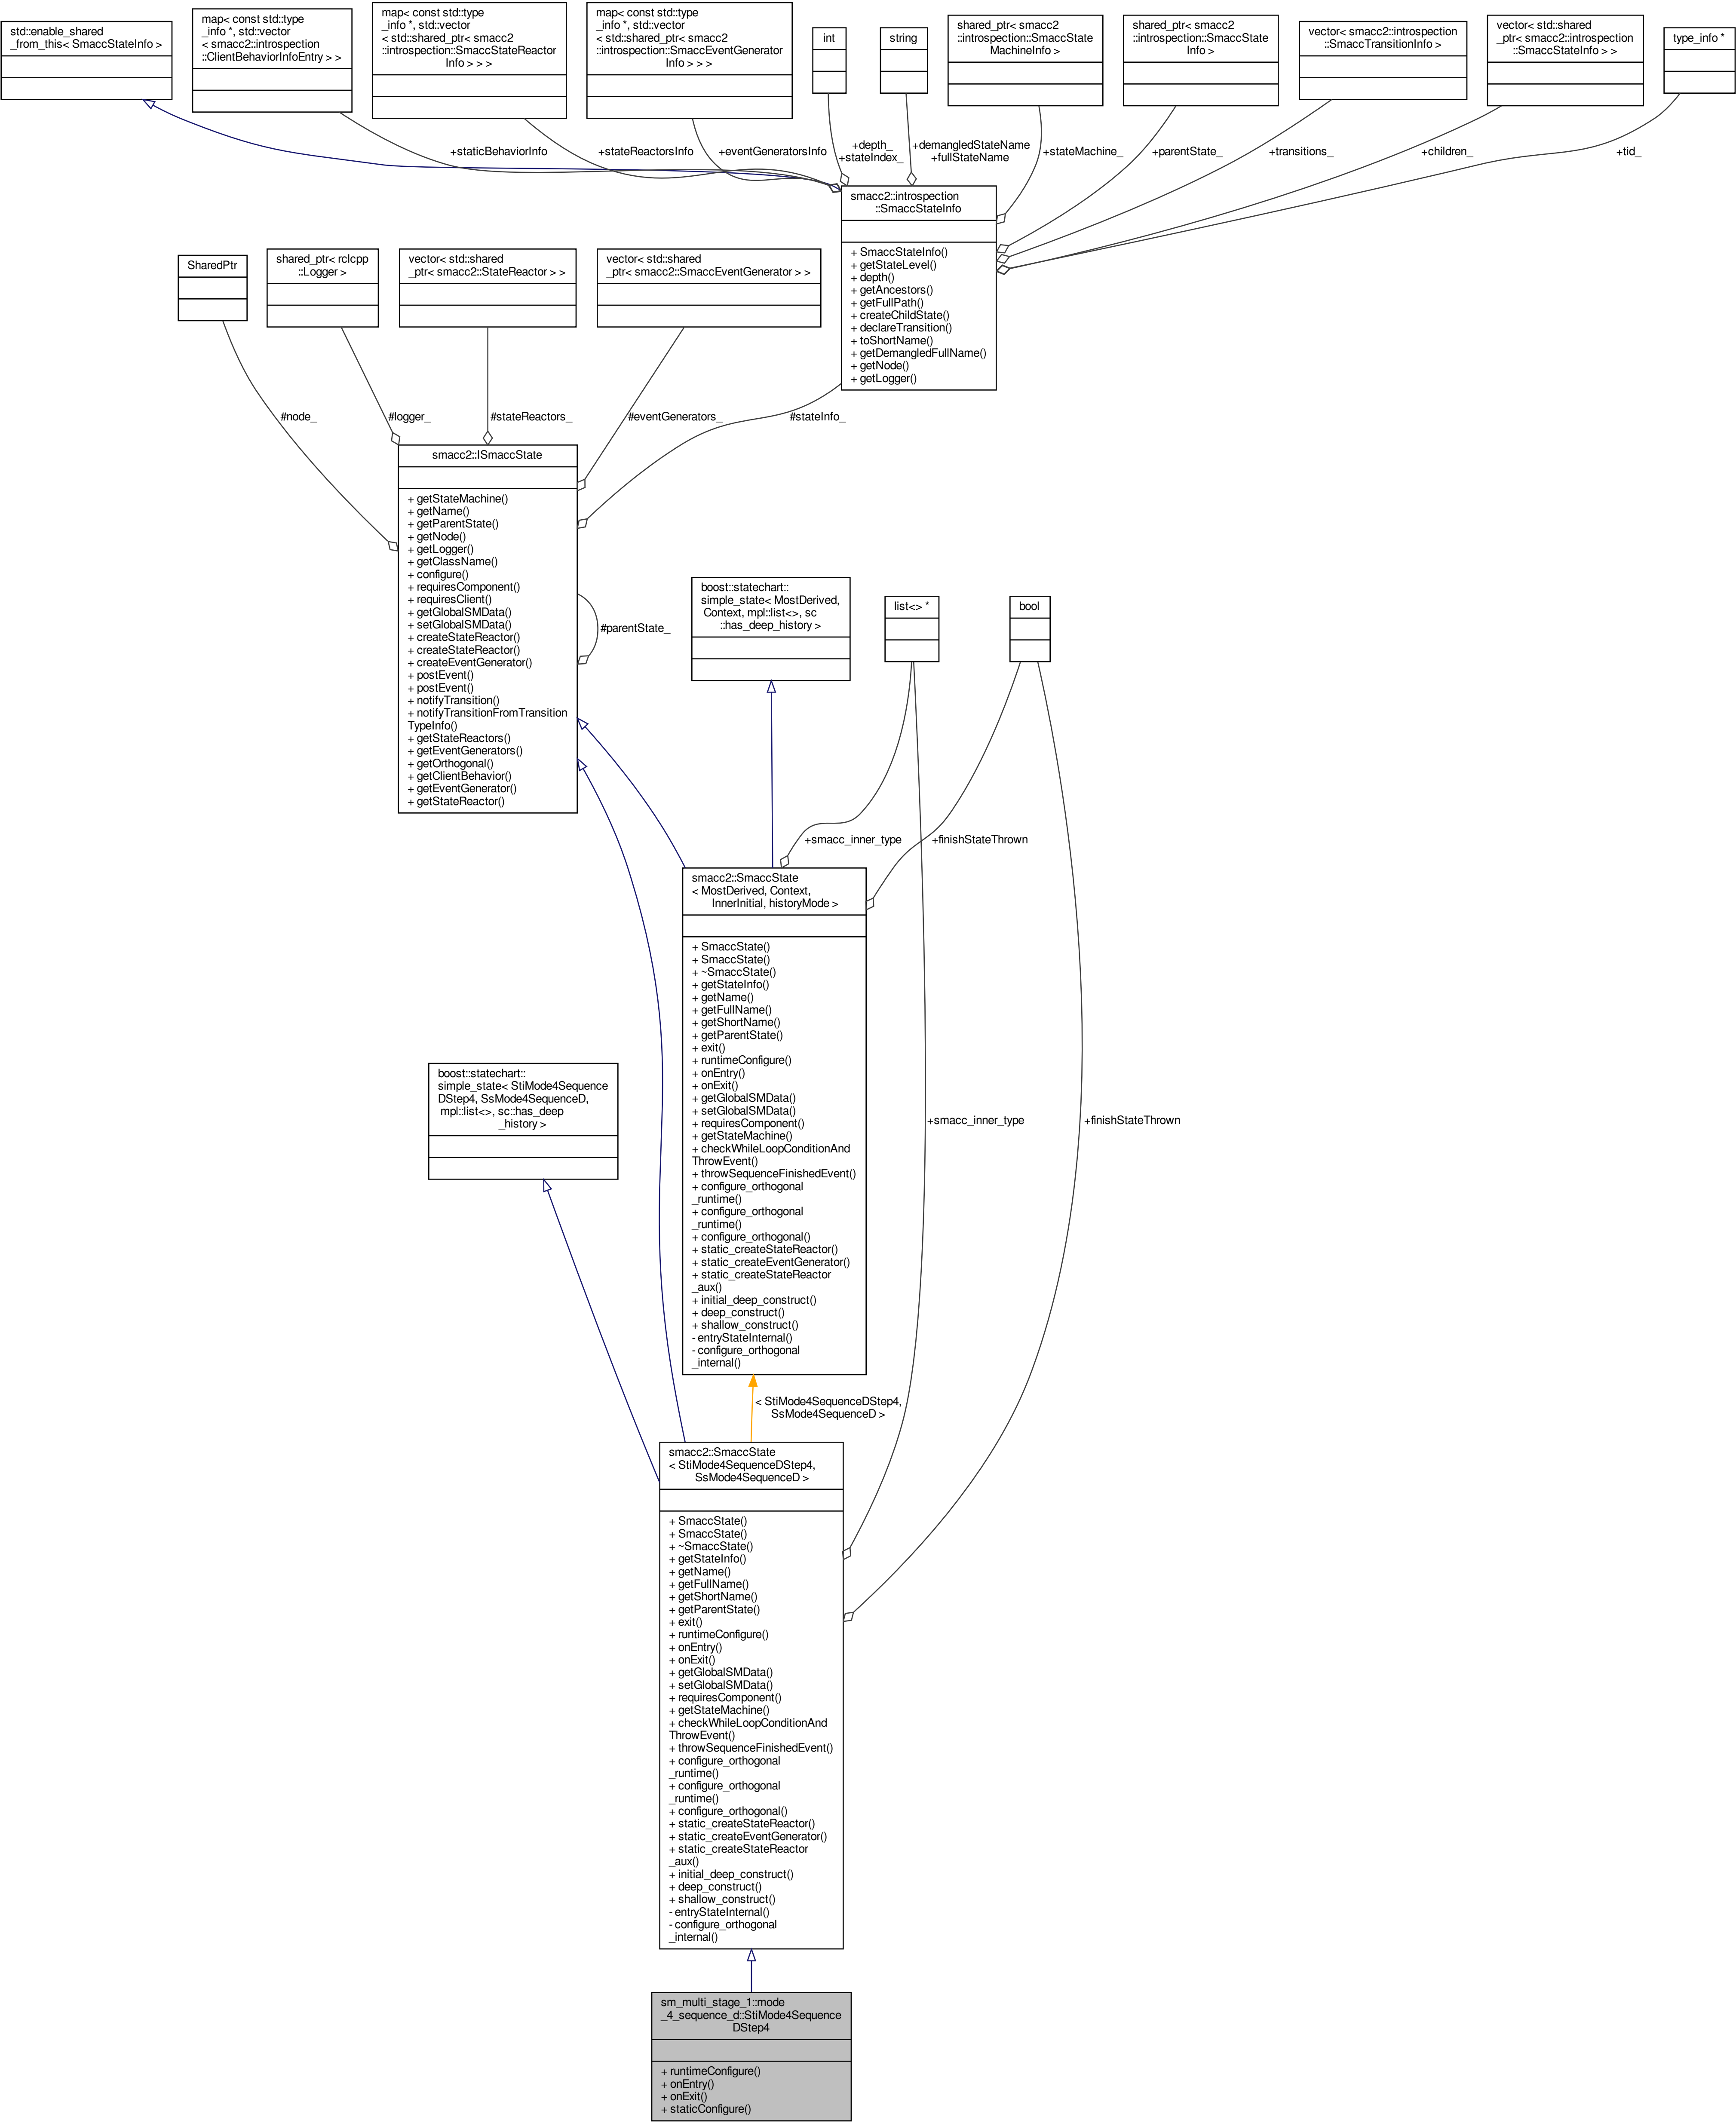 std::enable_shared
_from_this< SmaccStateInfo >
map< const std::type
_info *, std::vector
< smacc2::introspection
::ClientBehaviorInfoEntry > >
map< const std::type
_info *, std::vector
< std::shared_ptr< smacc2
::introspection::SmaccStateReactor
Info > > >
map< const std::type
_info *, std::vector
< std::shared_ptr< smacc2
::introspection::SmaccEventGenerator
Info > > >
int
string
shared_ptr< smacc2
::introspection::SmaccState
MachineInfo >
shared_ptr< smacc2
::introspection::SmaccState
Info >
vector< smacc2::introspection
::SmaccTransitionInfo >
vector< std::shared
_ptr< smacc2::introspection
::SmaccStateInfo > >
type_info *
+staticBehaviorInfo
+stateReactorsInfo
+eventGeneratorsInfo
+depth_
+stateIndex_
+demangledStateName
+fullStateName
+stateMachine_
+parentState_
+transitions_
+children_
+tid_
smacc2::introspection
::SmaccStateInfo
+ SmaccStateInfo()
+ getStateLevel()
+ depth()
+ getAncestors()
+ getFullPath()
+ createChildState()
+ declareTransition()
+ toShortName()
+ getDemangledFullName()
+ getNode()
+ getLogger()
SharedPtr
shared_ptr< rclcpp
::Logger >
vector< std::shared
_ptr< smacc2::StateReactor > >
vector< std::shared
_ptr< smacc2::SmaccEventGenerator > >
#node_
#logger_
#stateReactors_
#eventGenerators_
#stateInfo_
smacc2::ISmaccState
+ getStateMachine()
+ getName()
+ getParentState()
+ getNode()
+ getLogger()
+ getClassName()
+ configure()
+ requiresComponent()
+ requiresClient()
+ getGlobalSMData()
+ setGlobalSMData()
+ createStateReactor()
+ createStateReactor()
+ createEventGenerator()
+ postEvent()
+ postEvent()
+ notifyTransition()
+ notifyTransitionFromTransition
TypeInfo()
+ getStateReactors()
+ getEventGenerators()
+ getOrthogonal()
+ getClientBehavior()
+ getEventGenerator()
+ getStateReactor()
#parentState_
boost::statechart::
simple_state< MostDerived,
Context, mpl::list<>, sc
::has_deep_history >
list<> *
bool
+smacc_inner_type
+finishStateThrown
smacc2::SmaccState
< MostDerived, Context,
InnerInitial, historyMode >
+ SmaccState()
+ SmaccState()
+ ~SmaccState()
+ getStateInfo()
+ getName()
+ getFullName()
+ getShortName()
+ getParentState()
+ exit()
+ runtimeConfigure()
+ onEntry()
+ onExit()
+ getGlobalSMData()
+ setGlobalSMData()
+ requiresComponent()
+ getStateMachine()
+ checkWhileLoopConditionAnd
ThrowEvent()
+ throwSequenceFinishedEvent()
+ configure_orthogonal
_runtime()
+ configure_orthogonal
_runtime()
+ configure_orthogonal()
+ static_createStateReactor()
+ static_createEventGenerator()
+ static_createStateReactor
_aux()
+ initial_deep_construct()
+ deep_construct()
+ shallow_construct()
- entryStateInternal()
- configure_orthogonal
_internal()
boost::statechart::
simple_state< StiMode4Sequence
DStep4, SsMode4SequenceD,
mpl::list<>, sc::has_deep
_history >
+smacc_inner_type
+finishStateThrown
< StiMode4SequenceDStep4,
SsMode4SequenceD >
smacc2::SmaccState
< StiMode4SequenceDStep4,
SsMode4SequenceD >
+ SmaccState()
+ SmaccState()
+ ~SmaccState()
+ getStateInfo()
+ getName()
+ getFullName()
+ getShortName()
+ getParentState()
+ exit()
+ runtimeConfigure()
+ onEntry()
+ onExit()
+ getGlobalSMData()
+ setGlobalSMData()
+ requiresComponent()
+ getStateMachine()
+ checkWhileLoopConditionAnd
ThrowEvent()
+ throwSequenceFinishedEvent()
+ configure_orthogonal
_runtime()
+ configure_orthogonal
_runtime()
+ configure_orthogonal()
+ static_createStateReactor()
+ static_createEventGenerator()
+ static_createStateReactor
_aux()
+ initial_deep_construct()
+ deep_construct()
+ shallow_construct()
- entryStateInternal()
- configure_orthogonal
_internal()
sm_multi_stage_1::mode
_4_sequence_d::StiMode4Sequence
DStep4
+ runtimeConfigure()
+ onEntry()
+ onExit()
+ staticConfigure()